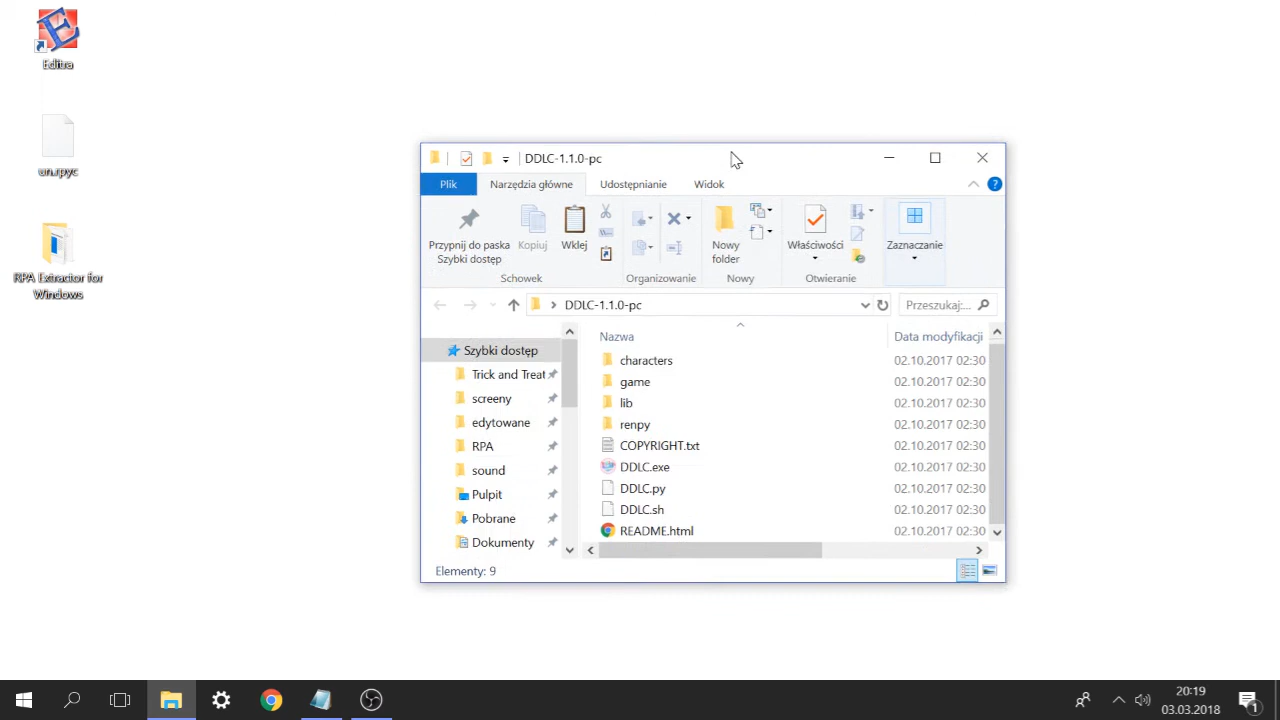 Editra
un.rpyc
RPA Extractor for
Windows
DDLC-1.1.0-pc
Plik
Narzędzia główne
Udostępnianie
Widok
Przypnij do paska
Szybki dostęp
Kopiuj
Wklej
Schowek
Organizowanie
Nowy
folder
Nowy
Właściwości
Otwieranie
Zaznaczanie
DDLC-1.1.0-pc
Przeszukaj:...
Szybki dostęp
Trick and Treat
screeny
edytowane
RPA
sound
Pulpit
Pobrane
Dokumenty
Nazwa
Data modyfikacji
characters
02.10.2017 02:30
game
02.10.2017 02:30
lib
02.10.2017 02:30
renpy
02.10.2017 02:30
COPYRIGHT.txt
02.10.2017 02:30
DDLC.exe
02.10.2017 02:30
DDLC.py
02.10.2017 02:30
DDLC.sh
02.10.2017 02:30
README.html
02.10.2017 02:30
Elementy: 9
20:19
03.03.2018
1